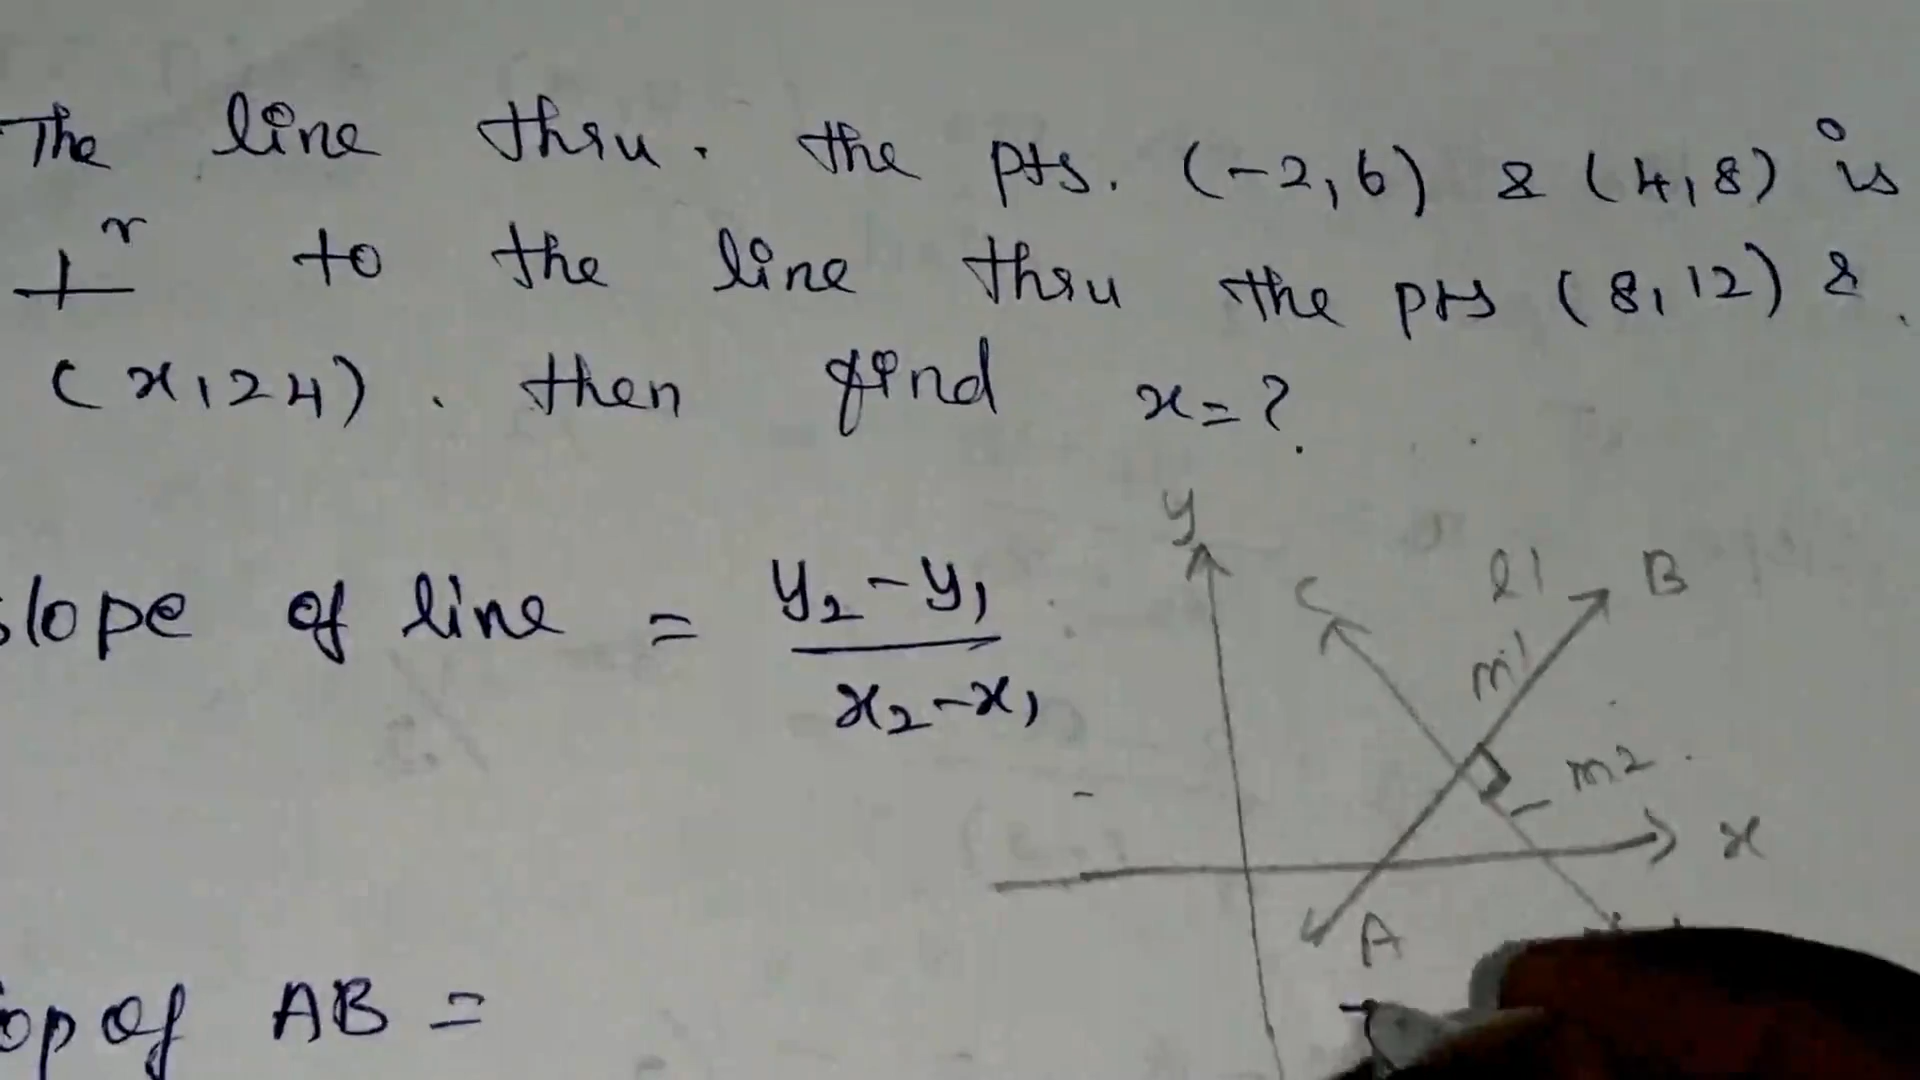 The line thru. the pts. (-2,6) & (4,8) is
⊥r to the line thru the pts (8,12) &
(x,24). then find x=?
slope of line = y2-y1
x2-x1
y
C
l1
B
m1
m2
x
A
of AB =